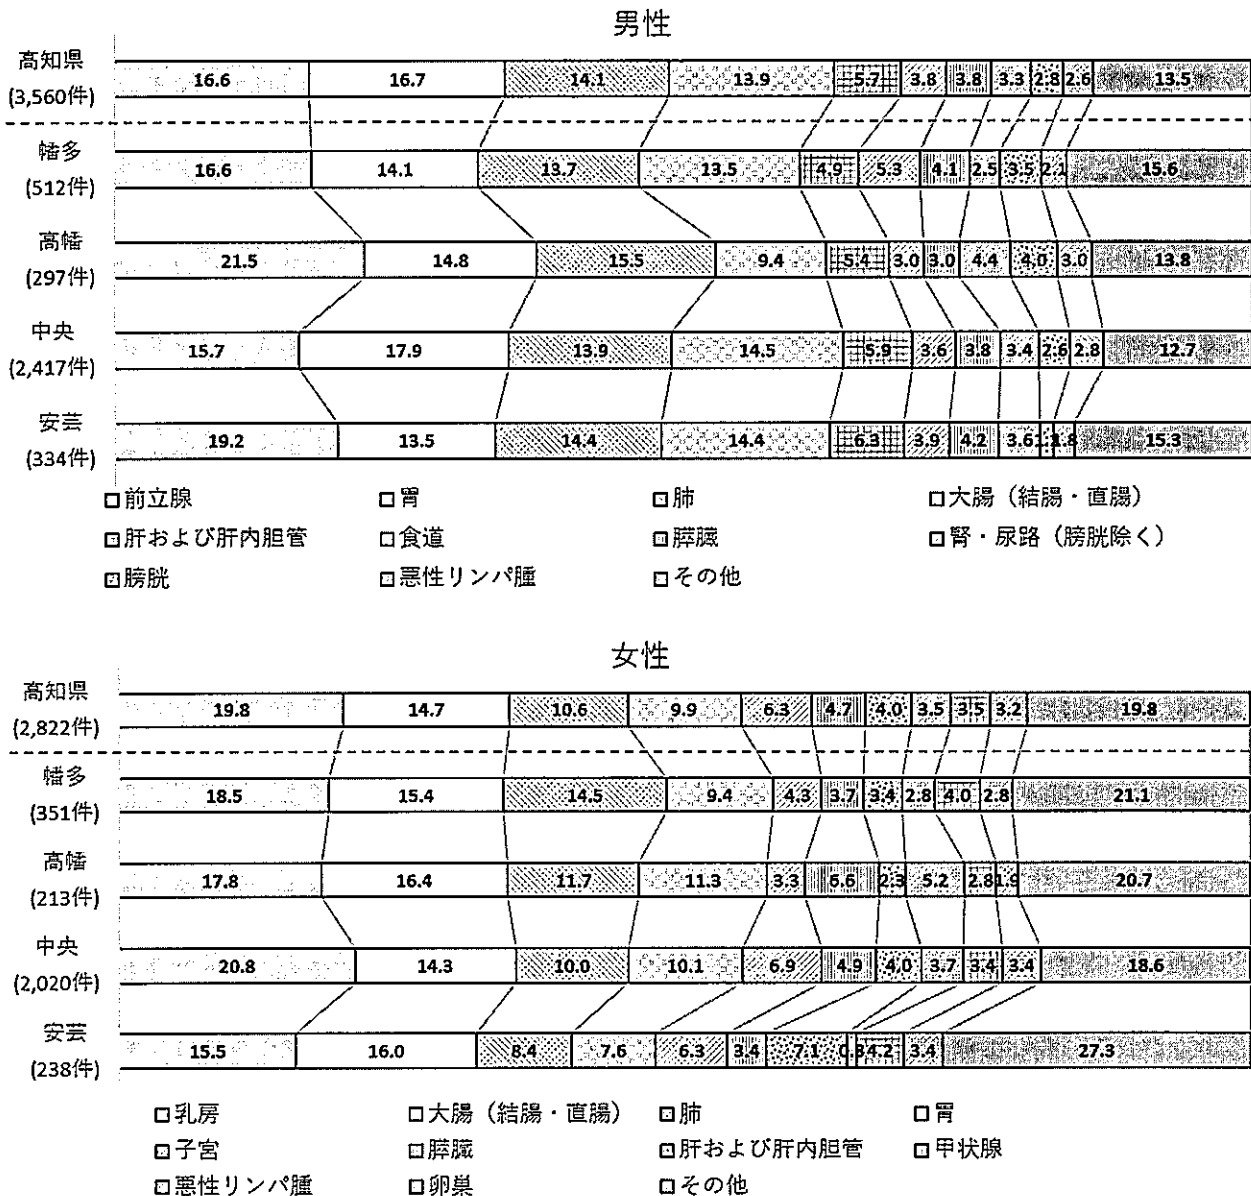 男性
高知県 16.6 16.7 14.1 13.9 5.7 3.8 3.8 3.3 2.8 2.6 13.5
(3,560件)
幡多 16.6 14.1 13.7 13.5 4.9 5.3 4.1 2.5 3.5 2.1 15.6
(512件)
高幡 21.5 14.8 15.5 9.4 5.4 3.0 3.0 4.4 4.0 3.0 13.8
(297件)
中央 15.7 17.9 13.9 14.5 5.9 3.6 3.8 3.4 2.6 2.8 12.7
(2,417件)
安芸 19.2 13.5 14.4 14.4 6.3 3.9 4.2 3.6 1.8 15.3
(334件)
前立腺 胃 肺 大腸（結腸・直腸）
肝および肝内胆管 食道 膵臓 腎・尿路（膀胱除く）
膀胱 悪性リンパ腫 その他
女性
高知県 19.8 14.7 10.6 9.9 6.3 4.7 4.0 3.5 3.5 3.2 19.8
(2,822件)
幡多 18.5 15.4 14.5 9.4 4.3 3.7 3.4 2.8 4.0 2.8 21.1
(351件)
高幡 17.8 16.4 11.7 11.3 3.3 6.6 2.3 5.2 2.8 1.9 20.7
(213件)
中央 20.8 14.3 10.0 10.1 6.9 4.9 4.0 3.7 3.4 3.4 18.6
(2,020件)
安芸 15.5 16.0 8.4 7.6 6.3 3.4 7.1 0.8 4.2 3.4 27.3
(238件)
乳房 大腸（結腸・直腸） 肺 胃
子宮 膵臓 肝および肝内胆管 甲状腺
悪性リンパ腫 卵巣 その他